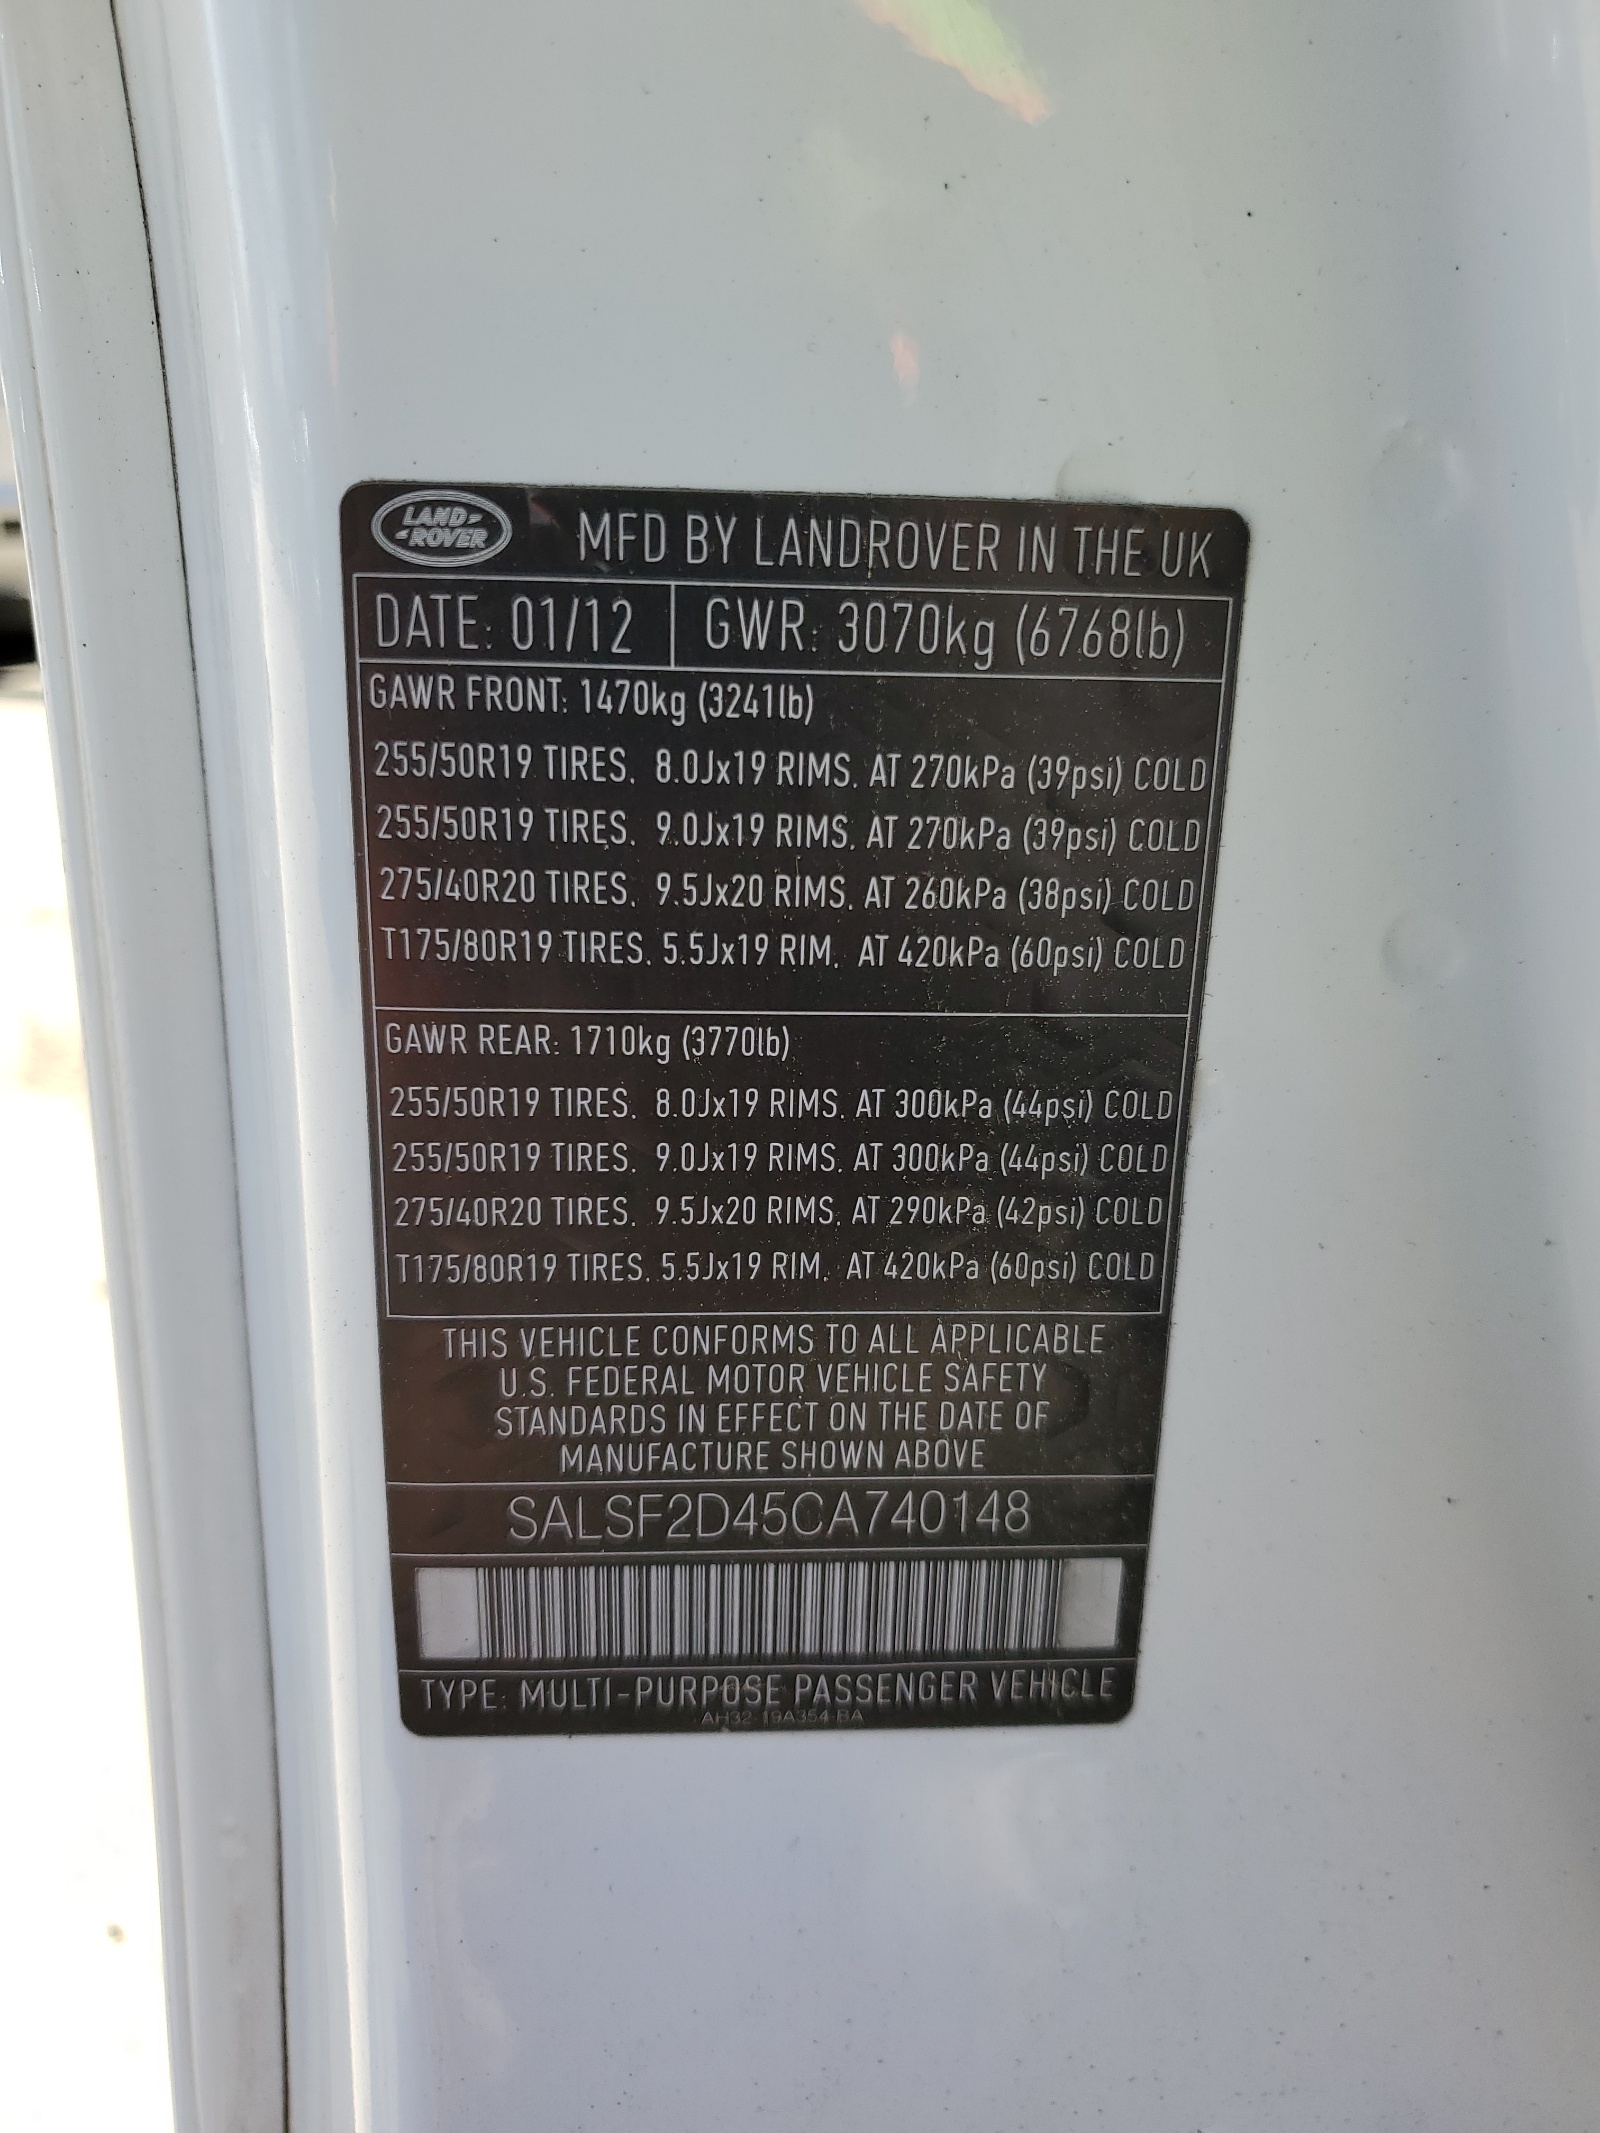 LAND-
-ROVER
MFD BY LANDROVER IN THE UK
DATE: 01/12
GWR: 3070kg (6768lb)
GAWR FRONT: 1470kg (3241lb)
255/50R19 TIRES. 8.0Jx19 RIMS. AT 270kPa (39psi) COLD
255/50R19 TIRES. 9.0Jx19 RIMS. AT 270kPa (39psi) COLD
275/40R20 TIRES. 9.5Jx20 RIMS. AT 260kPa (38psi) COLD
T175/80R19 TIRES. 5.5Jx19 RIM. AT 420kPa (60psi) COLD
GAWR REAR: 1710kg (3770lb)
255/50R19 TIRES. 8.0Jx19 RIMS. AT 300kPa (44psi) COLD
255/50R19 TIRES. 9.0Jx19 RIMS. AT 300kPa (44psi) COLD
275/40R20 TIRES. 9.5Jx20 RIMS. AT 290kPa (42psi) COLD
T175/80R19 TIRES. 5.5Jx19 RIM. AT 420kPa (60psi) COLD
THIS VEHICLE CONFORMS TO ALL APPLICABLE
U.S. FEDERAL MOTOR VEHICLE SAFETY
STANDARDS IN EFFECT ON THE DATE OF
MANUFACTURE SHOWN ABOVE
SALSF2D45CA740148
TYPE: MULTI-PURPOSE PASSENGER VEHICLE
AH32-19A354-BA